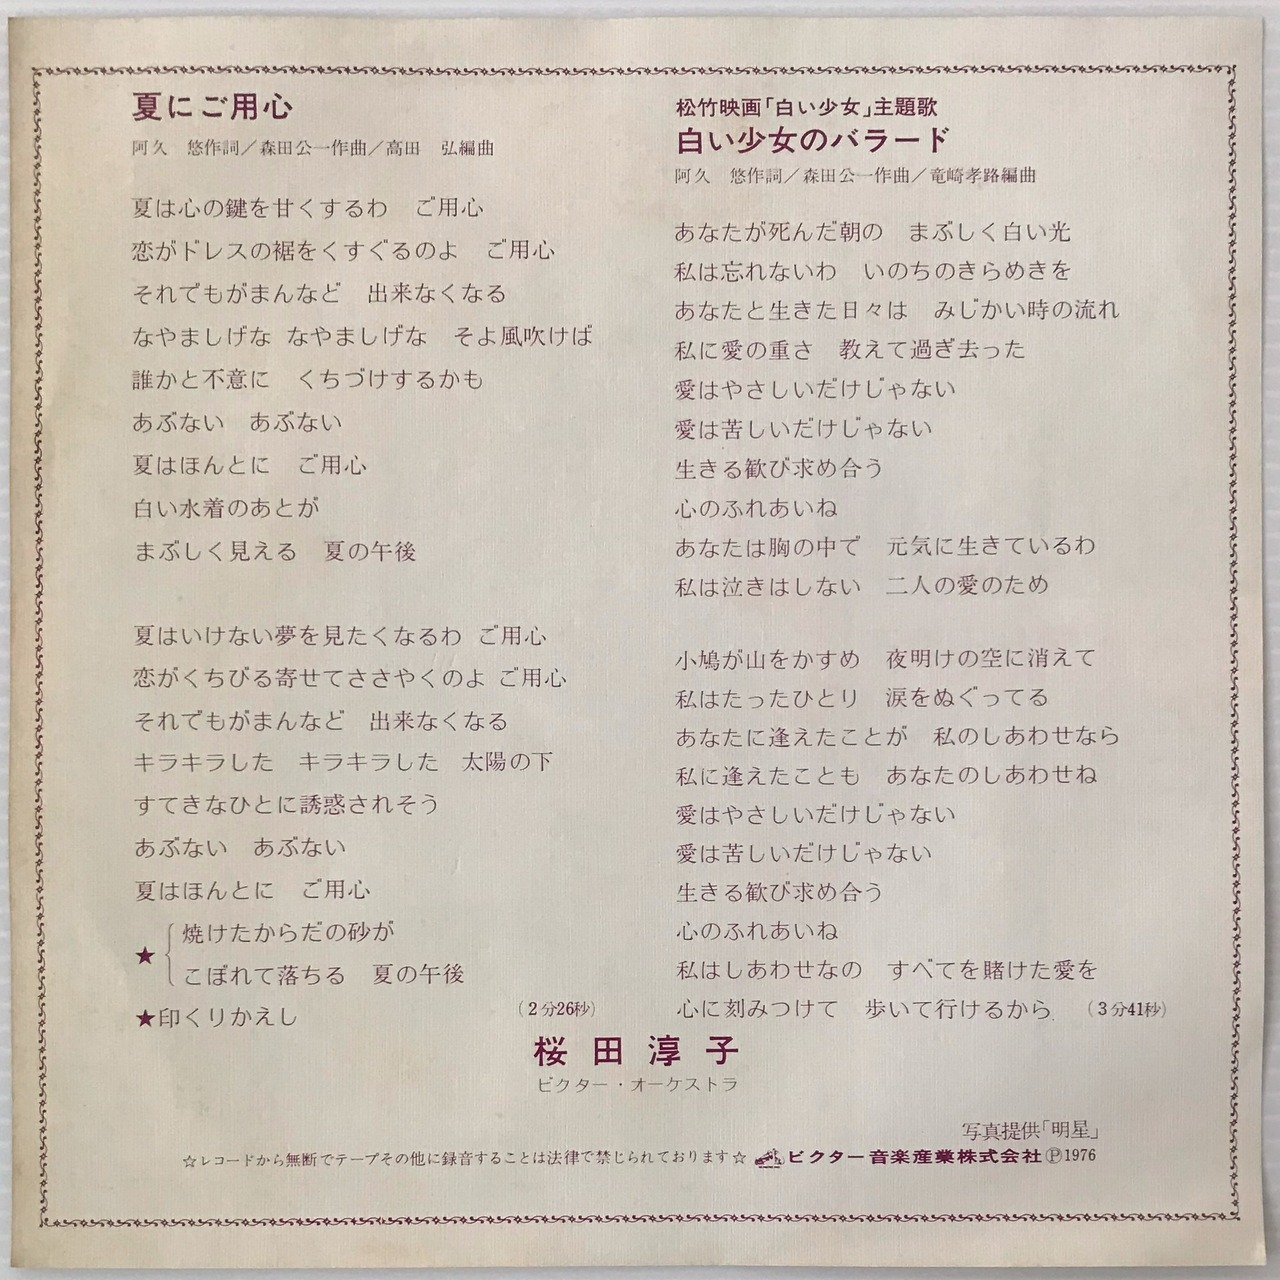 夏にご用心
阿久　悠作詞／森田公一作曲／高田　弘編曲
夏は心の鍵を甘くするわ　ご用心
恋がドレスの裾をくすぐるのよ　ご用心
それでもがまんなど　出来なくなる
なやましげな なやましげな　そよ風吹けば
誰かと不意に　くちづけするかも
あぶない　あぶない
夏はほんとに　ご用心
白い水着のあとが
まぶしく見える　夏の午後
夏はいけない夢を見たくなるわ　ご用心
恋がくちびる寄せてささやくのよ ご用心
それでもがまんなど　出来なくなる
キラキラした　キラキラした　太陽の下
すてきなひとに誘惑されそう
あぶない　あぶない
夏はほんとに　ご用心
★ 焼けたからだの砂が
こぼれて落ちる　夏の午後
★印くりかえし
（2分26秒）
松竹映画「白い少女」主題歌
白い少女のバラード
阿久　悠作詞／森田公一作曲／竜崎孝路編曲
あなたが死んだ朝の　まぶしく白い光
私は忘れないわ　いのちのきらめきを
あなたと生きた日々は　みじかい時の流れ
私に愛の重さ　教えて過ぎ去った
愛はやさしいだけじゃない
愛は苦しいだけじゃない
生きる歓び求め合う
心のふれあいね
あなたは胸の中で　元気に生きているわ
私は泣きはしない　二人の愛のため
小鳩が山をかすめ　夜明けの空に消えて
私はたったひとり　涙をぬぐってる
あなたに逢えたことが　私のしあわせなら
私に逢えたことも　あなたのしあわせね
愛はやさしいだけじゃない
愛は苦しいだけじゃない
生きる歓び求め合う
心のふれあいね
私はしあわせなの　すべてを賭けた愛を
心に刻みつけて　歩いて行けるから　（3分41秒）
桜田淳子
ビクター・オーケストラ
写真提供「明星」
☆レコードから無断でテープその他に録音することは法律で禁じられております☆ ビクター音楽産業株式会社Ⓟ1976